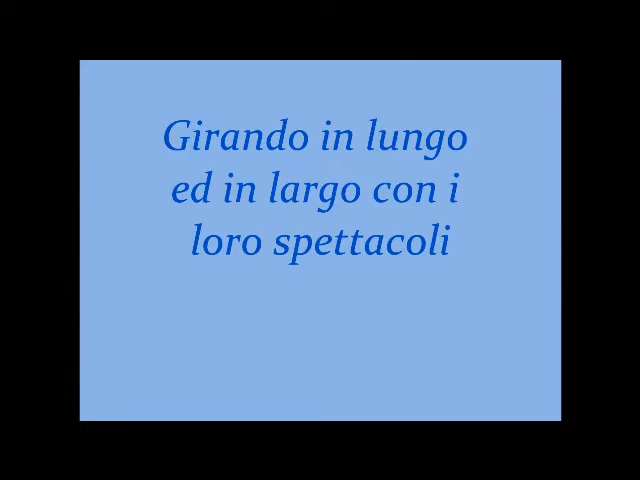 Girando in lungo
ed in largo con i
loro spettacoli